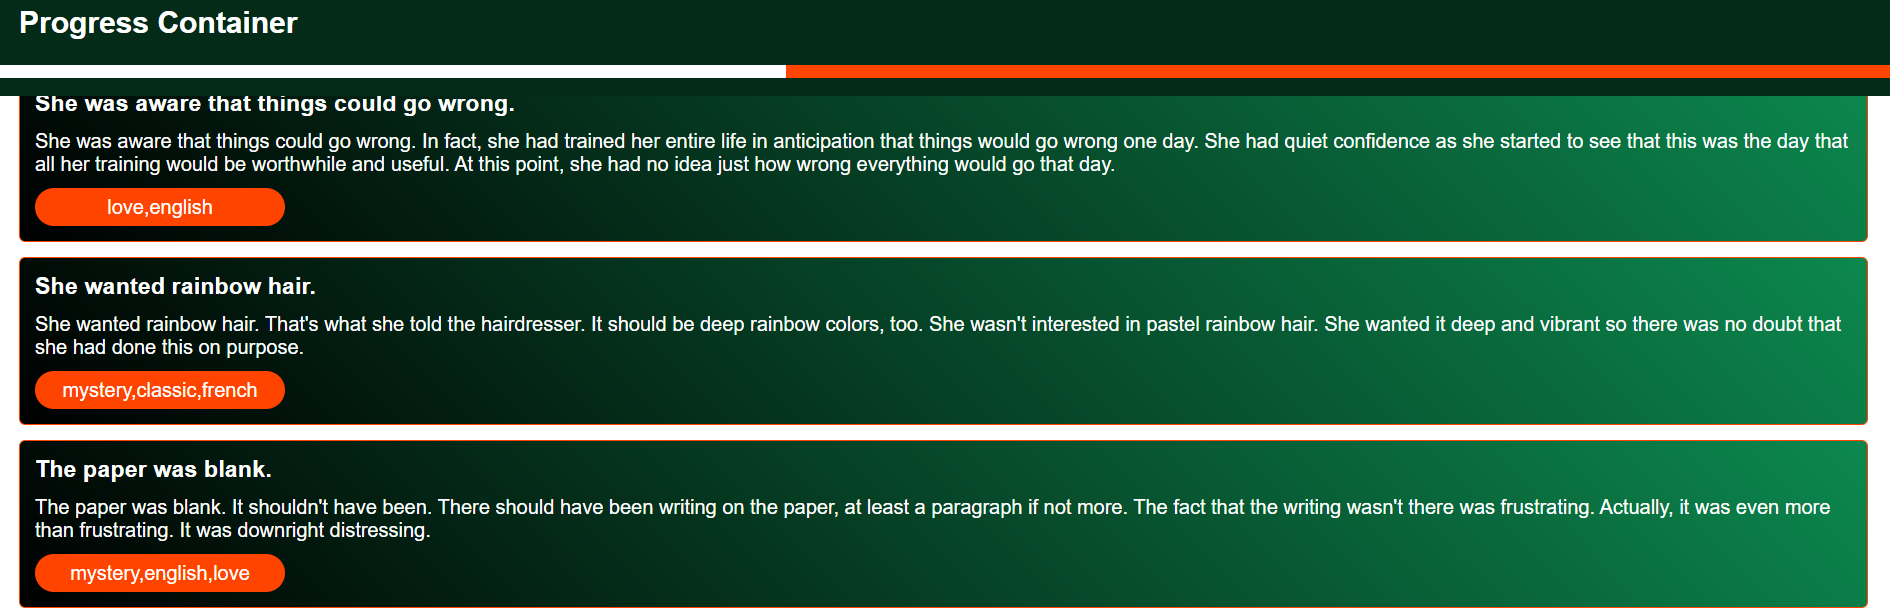 Progress Container
She was aware that things could go wrong.
She was aware that things could go wrong. In fact, she had trained her entire life in anticipation that things would go wrong one day. She had quiet confidence as she started to see that this was the day that
all her training would be worthwhile and useful. At this point, she had no idea just how wrong everything would go that day.
love,english
She wanted rainbow hair.
She wanted rainbow hair. That's what she told the hairdresser. It should be deep rainbow colors, too. She wasn't interested in pastel rainbow hair. She wanted it deep and vibrant so there was no doubt that
she had done this on purpose.
mystery,classic,french
The paper was blank.
The paper was blank. It shouldn't have been. There should have been writing on the paper, at least a paragraph if not more. The fact that the writing wasn't there was frustrating. Actually, it was even more
than frustrating. It was downright distressing.
mystery,english,love